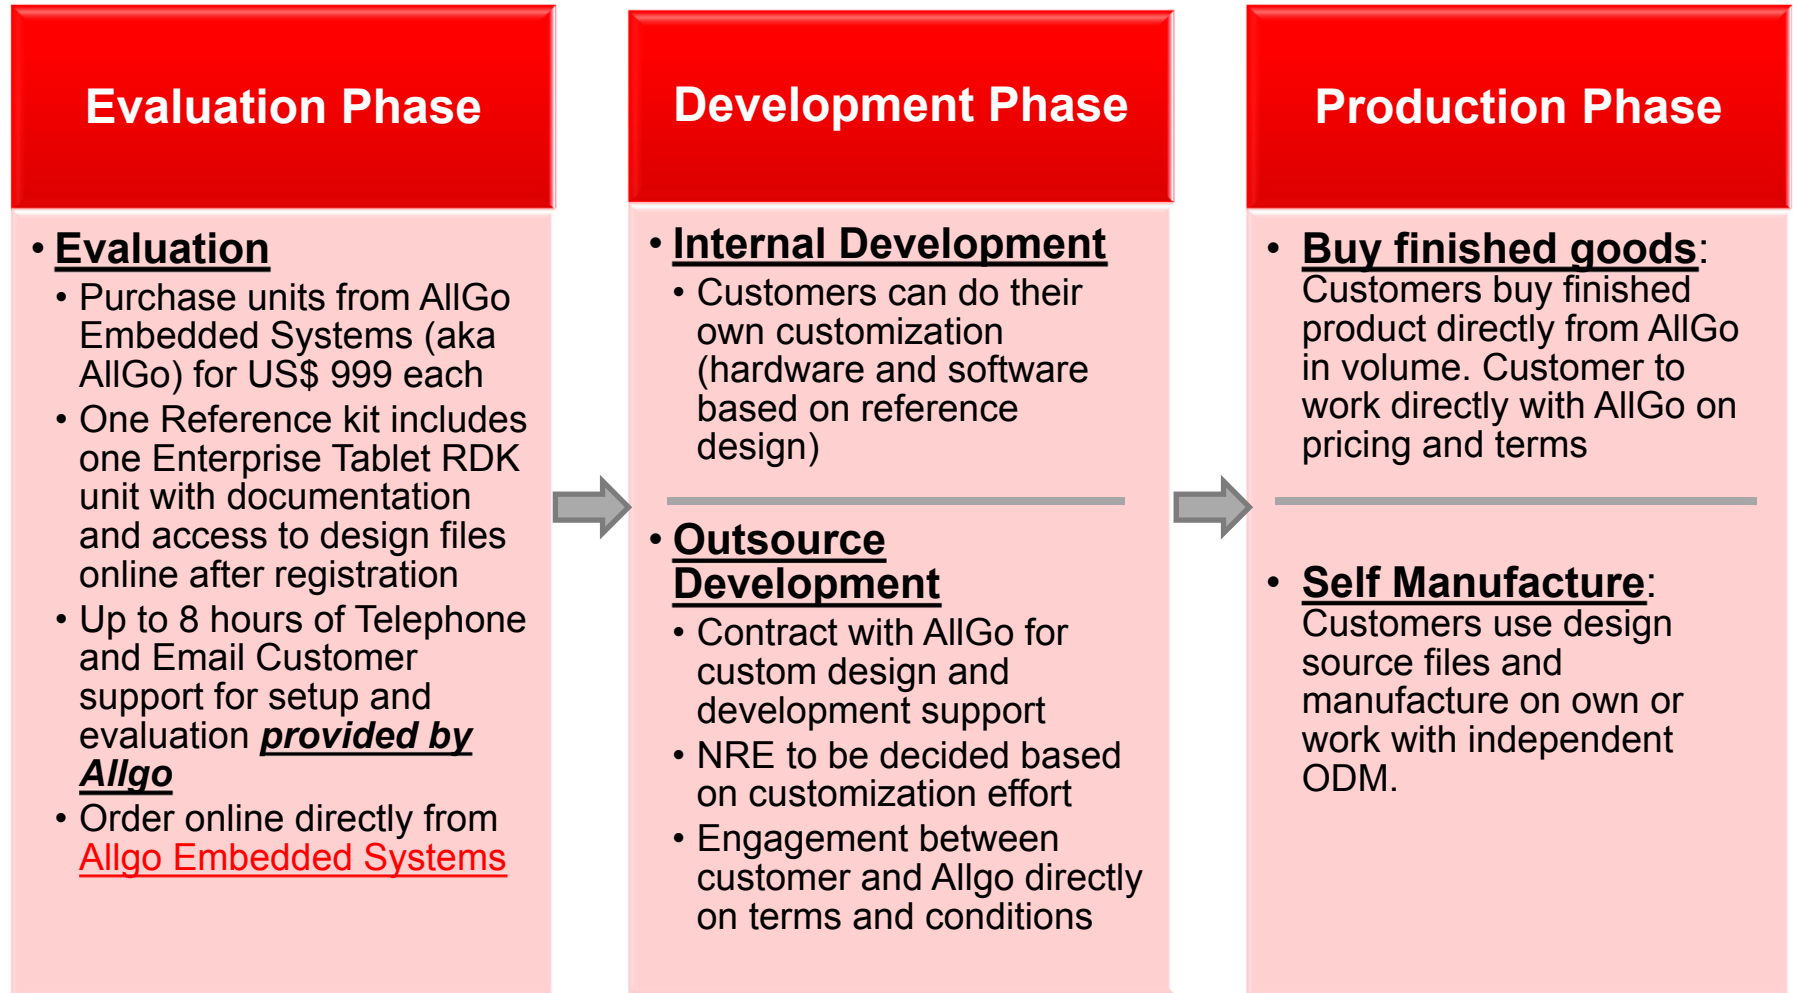 Evaluation Phase
• Evaluation
• Purchase units from AllGo
Embedded Systems (aka
AllGo) for US$ 999 each
• One Reference kit includes
one Enterprise Tablet RDK
unit with documentation
and access to design files
online after registration
• Up to 8 hours of Telephone
and Email Customer
support for setup and
evaluation provided by
Allgo
• Order online directly from
Allgo Embedded Systems
Development Phase
• Internal Development
• Customers can do their
own customization
(hardware and software
based on reference
design)
• Outsource
Development
• Contract with AllGo for
custom design and
development support
• NRE to be decided based
on customization effort
• Engagement between
customer and Allgo directly
on terms and conditions
Production Phase
• Buy finished goods:
Customers buy finished
product directly from AllGo
in volume. Customer to
work directly with AllGo on
pricing and terms
• Self Manufacture:
Customers use design
source files and
manufacture on own or
work with independent
ODM.